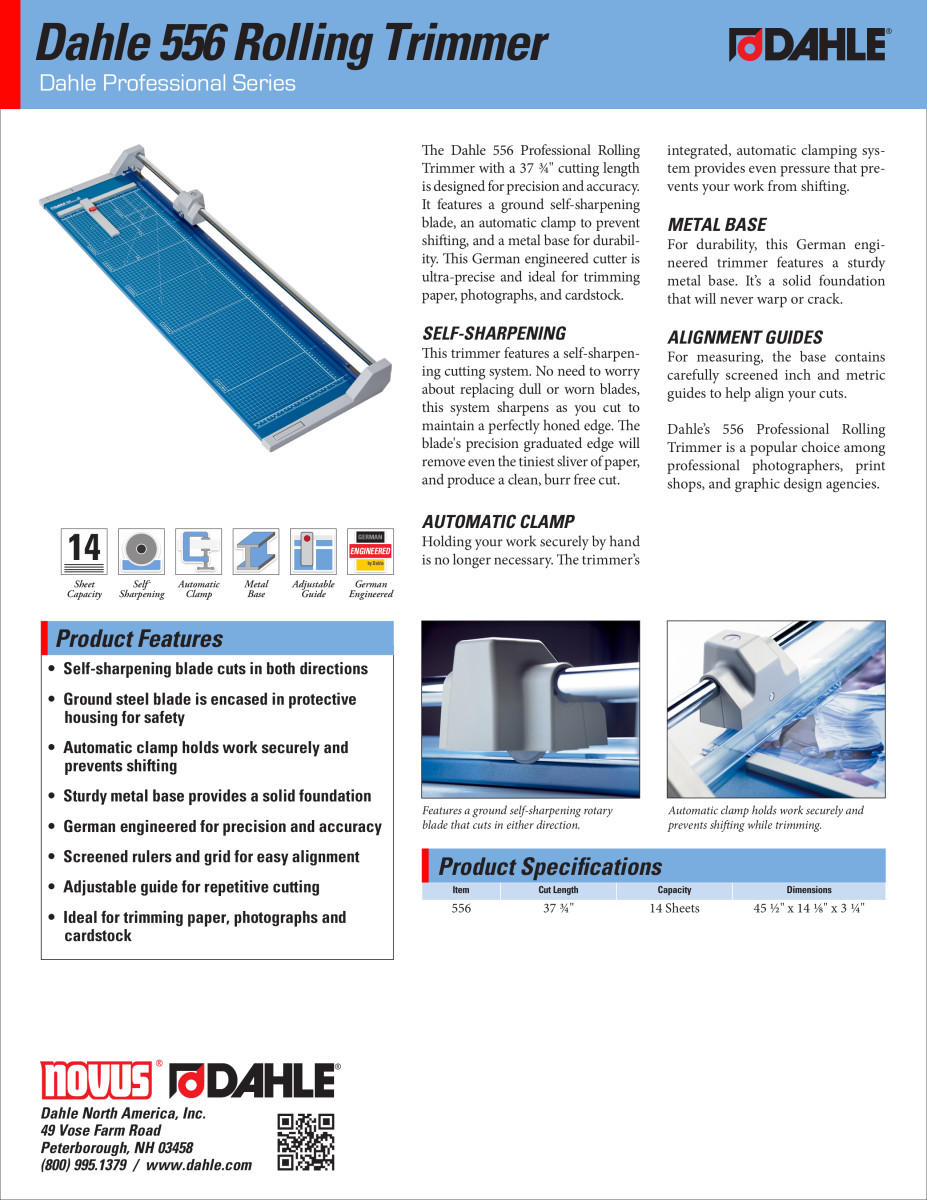 Dahle 556 Rolling Trimmer
Dahle Professional Series
DAHLE®
The Dahle 556 Professional Rolling
Trimmer with a 37 ¾" cutting length
is designed for precision and accuracy.
It features a ground self-sharpening
blade, an automatic clamp to prevent
shifting, and a metal base for durabil-
ity. This German engineered cutter is
ultra-precise and ideal for trimming
paper, photographs, and cardstock.
SELF-SHARPENING
This trimmer features a self-sharpen-
ing cutting system. No need to worry
about replacing dull or worn blades,
this system sharpens as you cut to
maintain a perfectly honed edge. The
blade's precision graduated edge will
remove even the tiniest sliver of paper,
and produce a clean, burr free cut.
AUTOMATIC CLAMP
Holding your work securely by hand
is no longer necessary. The trimmer’s
integrated, automatic clamping sys-
tem provides even pressure that pre-
vents your work from shifting.
METAL BASE
For durability, this German engi-
neered trimmer features a sturdy
metal base. It’s a solid foundation
that will never warp or crack.
ALIGNMENT GUIDES
For measuring, the base contains
carefully screened inch and metric
guides to help align your cuts.
Dahle’s 556 Professional Rolling
Trimmer is a popular choice among
professional photographers, print
shops, and graphic design agencies.
14
GERMAN
ENGINEERED
by Dahle
Sheet
Capacity
Self-
Sharpening
Automatic
Clamp
Metal
Base
Adjustable
Guide
German
Engineered
Product Features
• Self-sharpening blade cuts in both directions
• Ground steel blade is encased in protective
housing for safety
• Automatic clamp holds work securely and
prevents shifting
• Sturdy metal base provides a solid foundation
• German engineered for precision and accuracy
• Screened rulers and grid for easy alignment
• Adjustable guide for repetitive cutting
• Ideal for trimming paper, photographs and
cardstock
Features a ground self-sharpening rotary
blade that cuts in either direction.
Automatic clamp holds work securely and
prevents shifting while trimming.
Product Specifications
Item Cut Length Capacity Dimensions
556 37 ¾" 14 Sheets 45 ½" x 14 ⅛" x 3 ¼"
novus® DAHLE®
Dahle North America, Inc.
49 Vose Farm Road
Peterborough, NH 03458
(800) 995.1379 / www.dahle.com